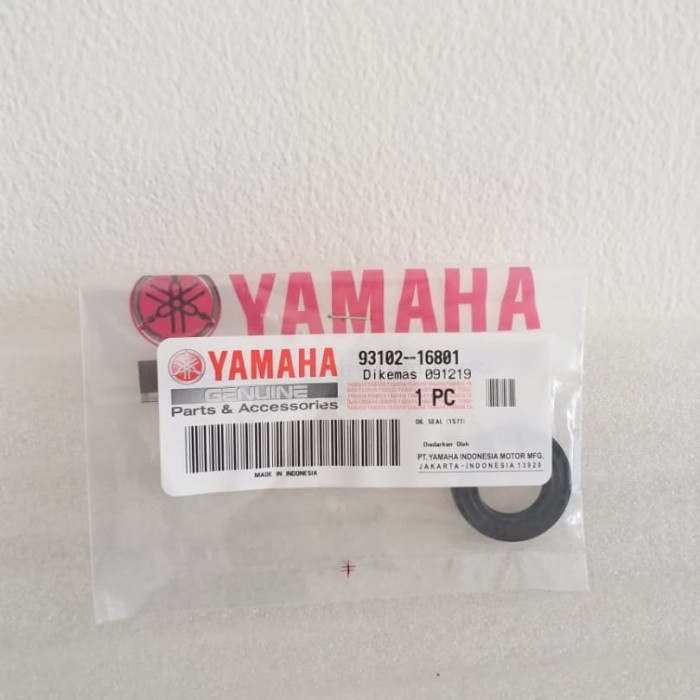 YAMAHA
YAMAHA
93102--16801
Dikemas 091219
GENUINE
Parts & Accessories
1 PC
OIL SEAL (1S71)
Diedarkan Oleh
PT. YAMAHA INDONESIA MOTOR MFG.
JAKARTA-INDONESIA 13920
MADE IN INDONESIA